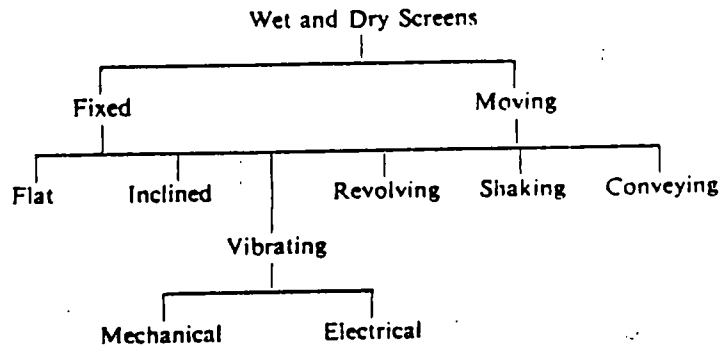 Wet and Dry Screens
Fixed Moving
Flat Inclined Revolving Shaking Conveying
Vibrating
Mechanical Electrical